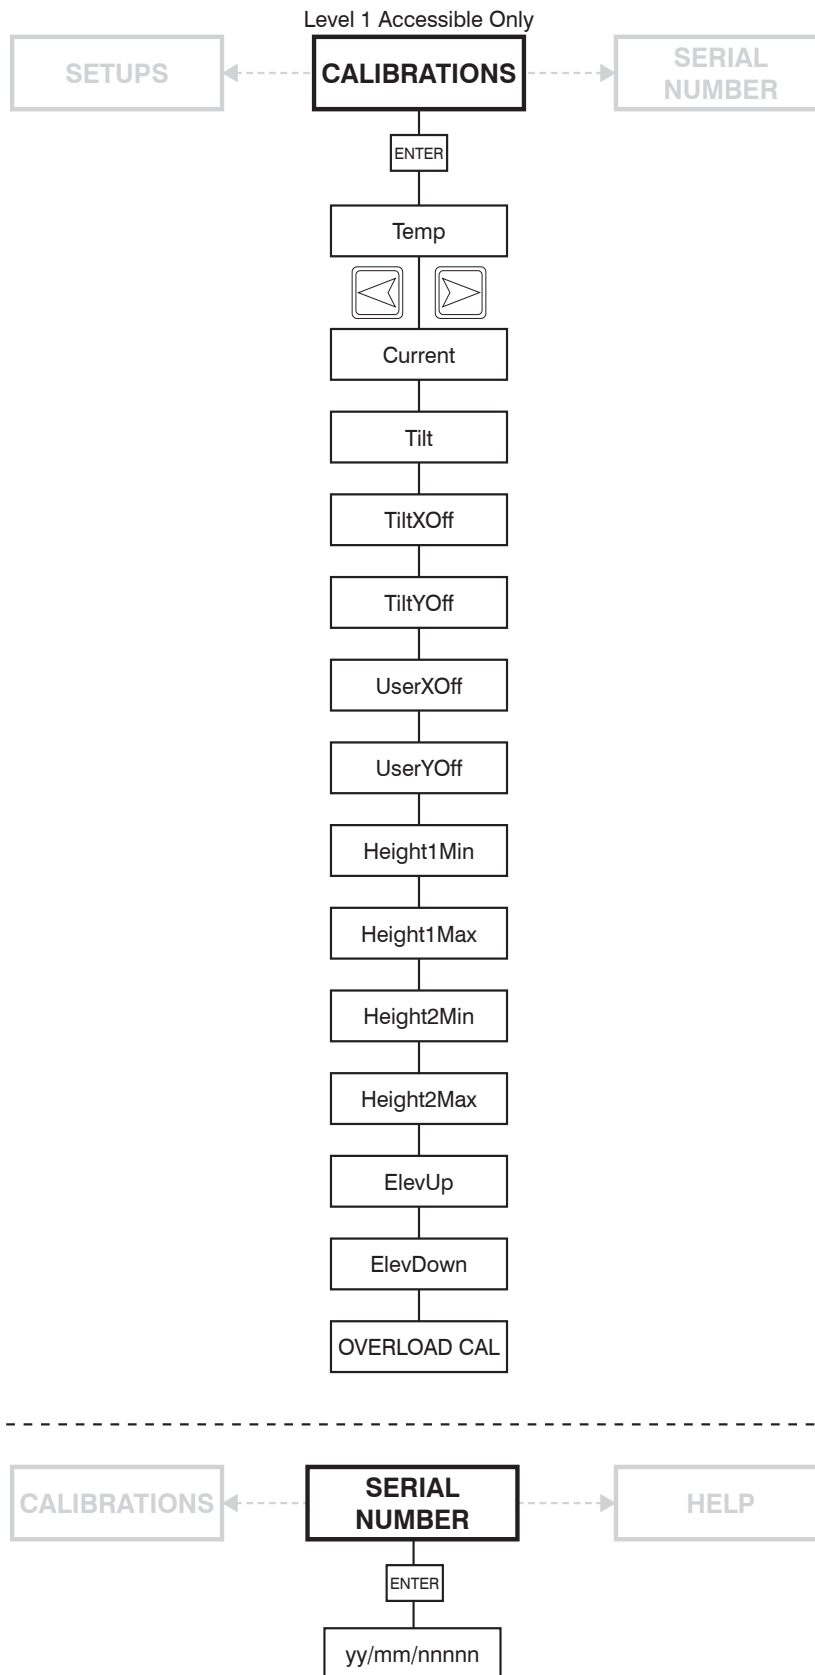 Level 1 Accessible Only
SETUPS
CALIBRATIONS
SERIAL
NUMBER
ENTER
Temp
Current
Tilt
TiltXOff
TiltYOff
UserXOff
UserYOff
Height1Min
Height1Max
Height2Min
Height2Max
ElevUp
ElevDown
OVERLOAD CAL
CALIBRATIONS
SERIAL
NUMBER
HELP
ENTER
yy/mm/nnnnn